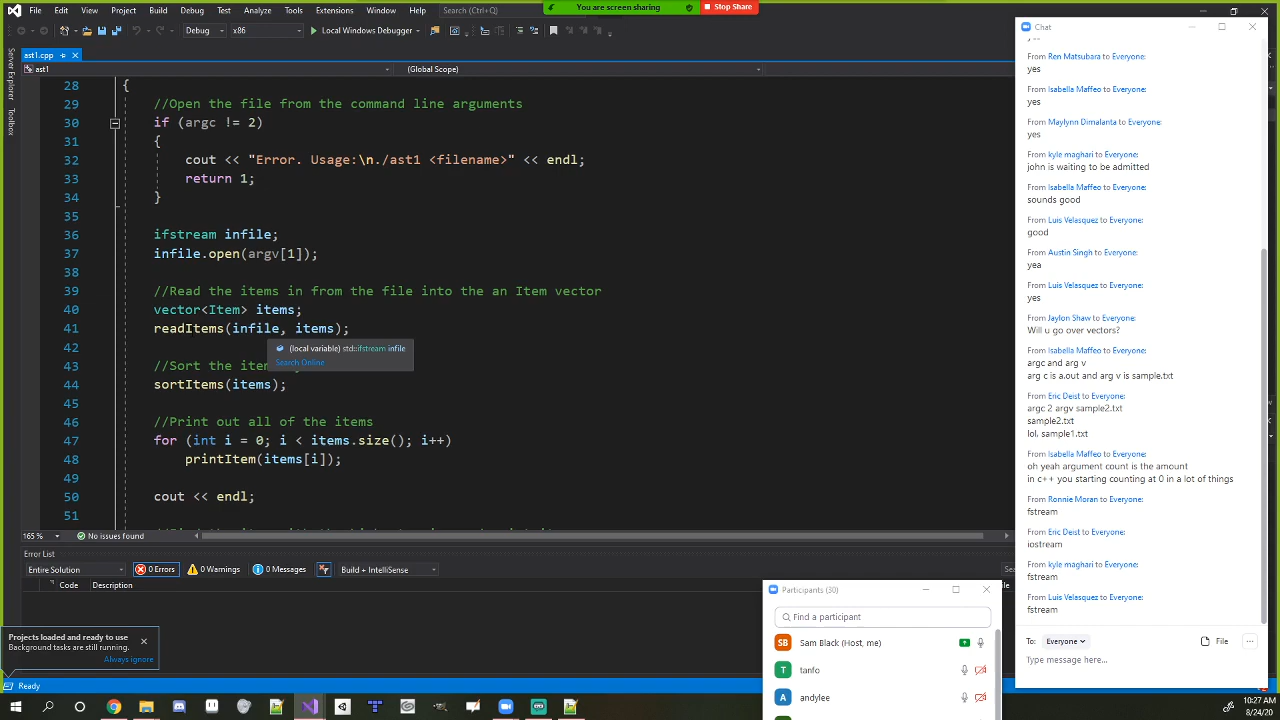 You are screen sharing
Stop Share
File
Edit
View
Project
Build
Debug
Test
Analyze
Tools
Extensions
Window
Help
Search (Ctrl+Q)
Debug
Windows Debugger
ast1.cpp
ast1
(Global Scope)
Server Explorer
Toolbox
28 {
29 //Open the file from the command line arguments
30 if (argc != 2)
31 {
32 cout << "Error. Usage:\n./ast1 <filename>" << endl;
33 return 1;
34 }
35
36 ifstream infile;
37 infile.open(argv[1]);
38
39 //Read the items in from the file into the an Item vector
40 vector<Item> items;
41 readItems(infile, items);
42
(local variable) std::ifstream infile
Search Online
43 //Sort the item
44 sortItems(items);
45
46 //Print out all of the items
47 for (int i = 0; i < items.size(); i++)
48 printItem(items[i]);
49
50 cout << endl;
51
165 %
No issues found
Error List
Entire Solution
0 Errors
0 Warnings
0 Messages
Build + IntelliSense
Code
Description
Projects loaded and ready to use
Background tasks are still running.
Always ignore
Ready
Chat
From Ren Matsubara to Everyone:
yes
From Isabella Maffeo to Everyone:
yes
From Maylynn Dimalanta to Everyone:
yes
From kyle maghari to Everyone:
john is waiting to be admitted
From Isabella Maffeo to Everyone:
sounds good
From Luis Velasquez to Everyone:
good
From Austin Singh to Everyone:
yea
From Luis Velasquez to Everyone:
yes
From Jaylon Shaw to Everyone:
Will u go over vectors?
From Isabella Maffeo to Everyone:
argc and arg v
arg c is a.out and arg v is sample.txt
From Eric Deist to Everyone:
argc 2 argv sample2.txt
sample2.txt
lol, sample1.txt
From Isabella Maffeo to Everyone:
oh yeah argument count is the amount
in c++ you starting counting at 0 in a lot of things
From Ronnie Moran to Everyone:
fstream
From Eric Deist to Everyone:
iostream
From kyle maghari to Everyone:
fstream
From Luis Velasquez to Everyone:
fstream
To:
Everyone
File
Type message here...
Participants (30)
Find a participant
SB Sam Black (Host, me)
T tanfo
A andylee
10:27 AM
8/24/20